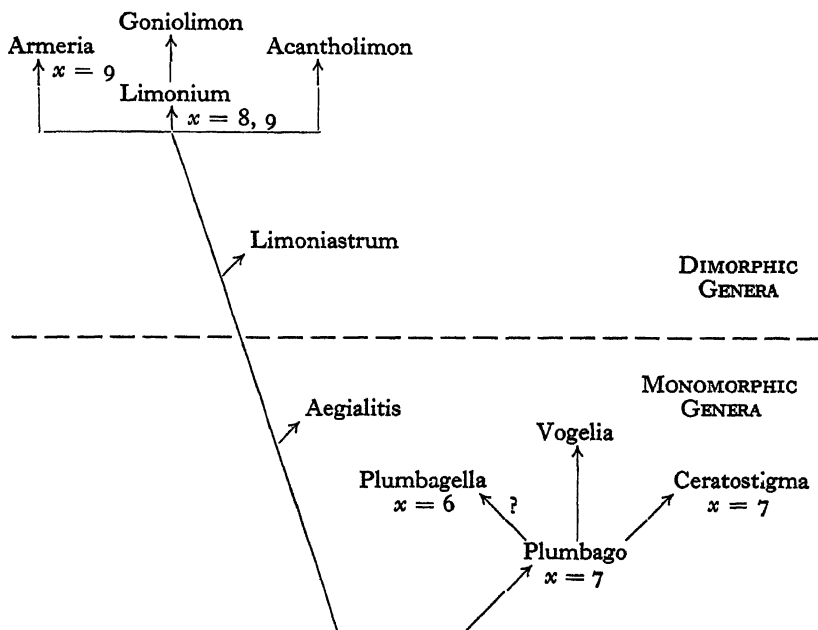 Goniolimon
Armeria
Acantholimon
x = 9
Limonium
x = 8, 9
Limoniastrum
DIMORPHIC
GENERA
MONOMORPHIC
GENERA
Aegialitis
Vogelia
Plumbagella
x = 6
?
Ceratostigma
x = 7
Plumbago
x = 7